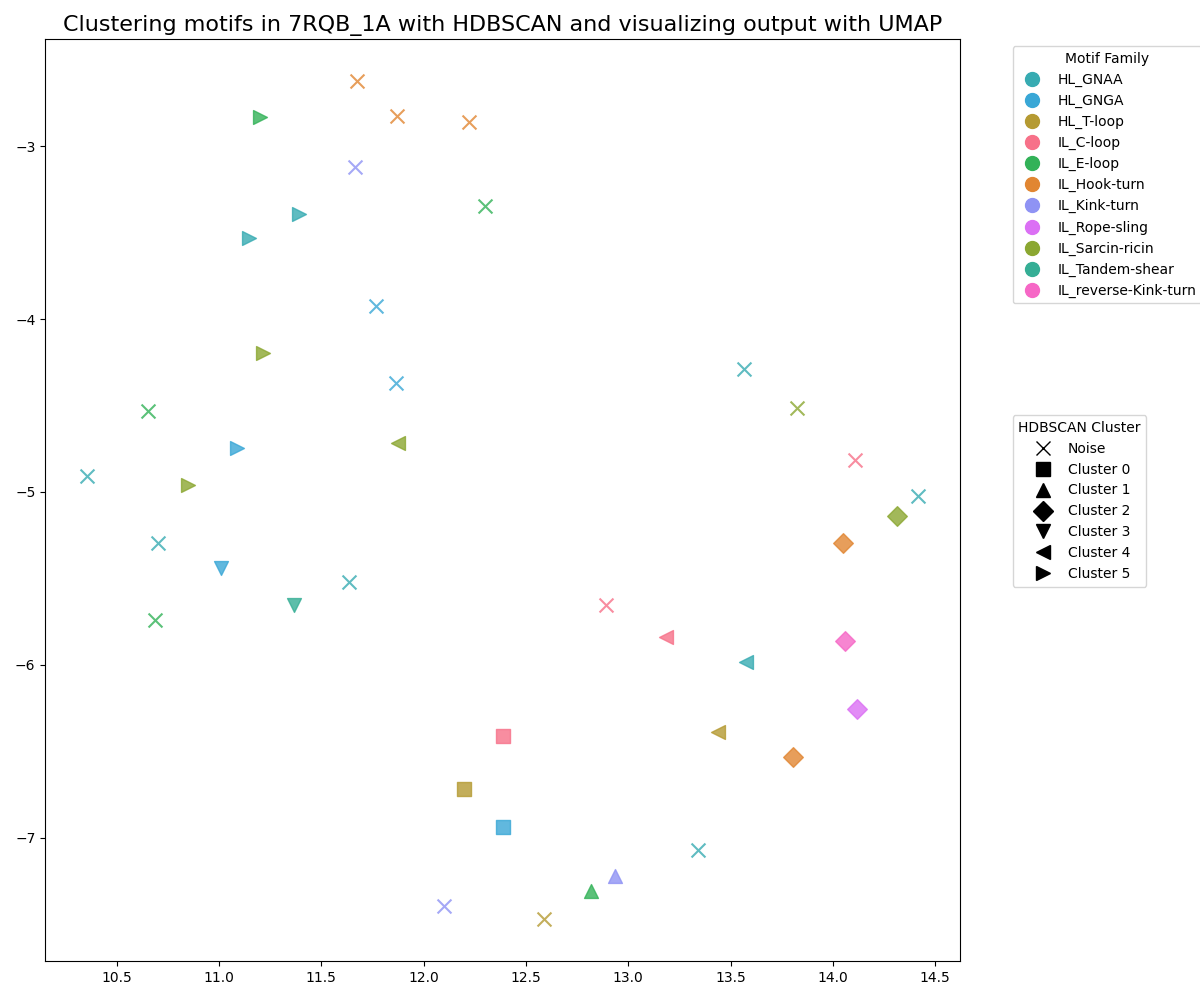 Clustering motifs in 7RQB_1A with HDBSCAN and visualizing output with UMAP
−3
−4
−5
−6
−7
10.5
11.0
11.5
12.0
12.5
13.0
13.5
14.0
14.5
Motif Family
HL_GNAA
HL_GNGA
HL_T-loop
IL_C-loop
IL_E-loop
IL_Hook-turn
IL_Kink-turn
IL_Rope-sling
IL_Sarcin-ricin
IL_Tandem-shear
IL_reverse-Kink-turn
HDBSCAN Cluster
Noise
Cluster 0
Cluster 1
Cluster 2
Cluster 3
Cluster 4
Cluster 5